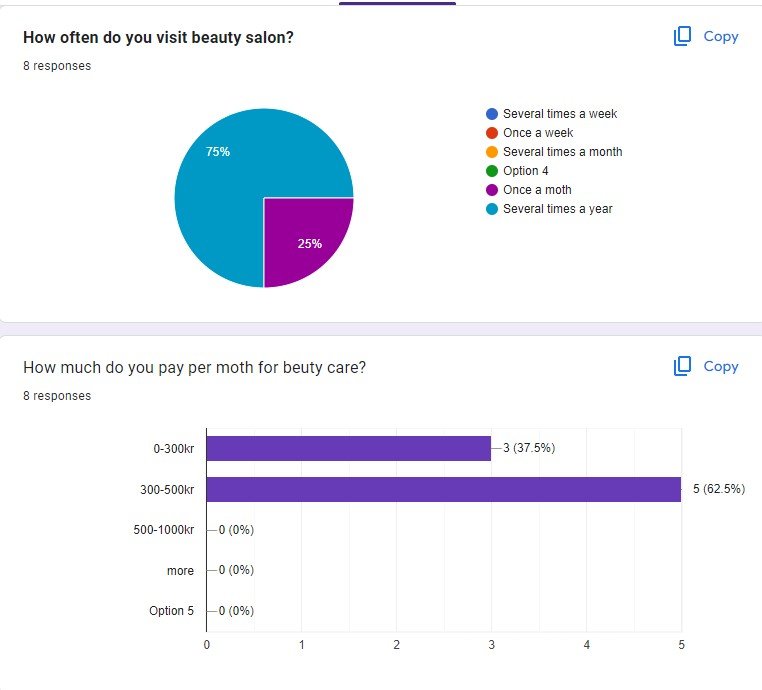 How often do you visit beauty salon?
Copy
8 responses
75%
25%
Several times a week
Once a week
Several times a month
Option 4
Once a moth
Several times a year
How much do you pay per moth for beuty care?
Copy
8 responses
0-300kr
3 (37.5%)
300-500kr
5 (62.5%)
500-1000kr
0 (0%)
more
0 (0%)
Option 5
0 (0%)
0 1 2 3 4 5